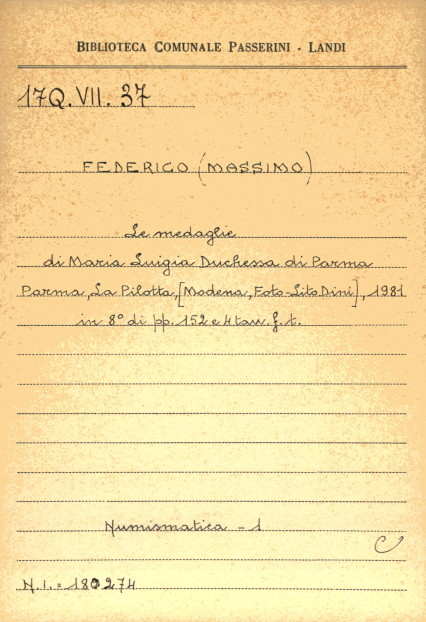 BIBLIOTECA COMUNALE PASSERINI - LANDI
17Q.VII.37
FEDERICO (MASSIMO)
Le medaglie
di Maria Luigia Duchessa di Parma
Parma, La Pilotta, [Modena, Foto-Lito Dini], 1981
in 8° di pp. 152 e 4 tav. f. t.
Numismatica - 1
N.I. = 180274